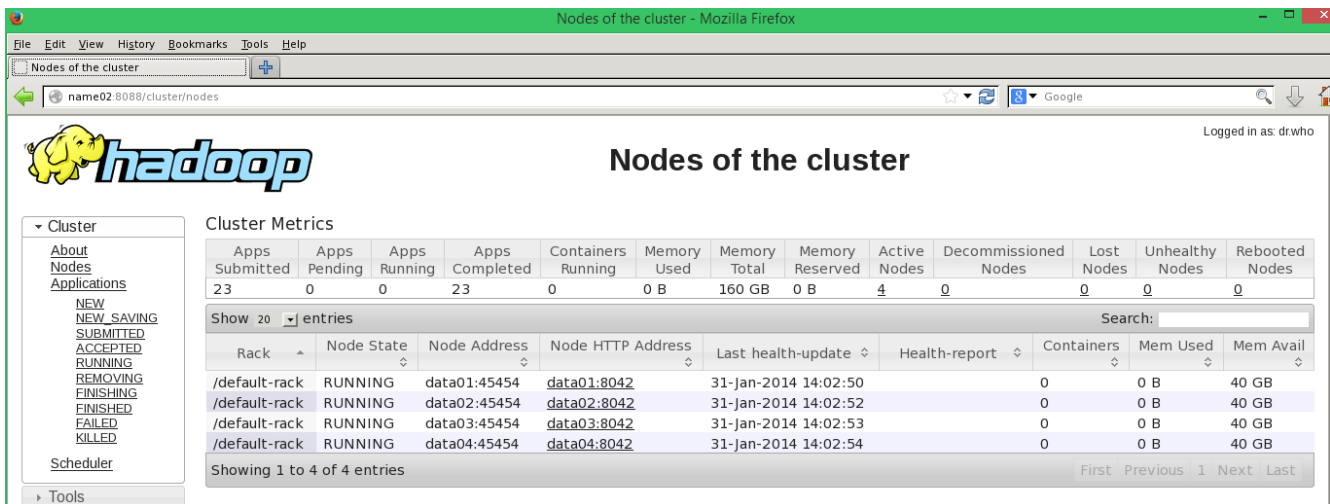 Nodes of the cluster - Mozilla Firefox
File Edit View History Bookmarks Tools Help
Nodes of the cluster
name02:8088/cluster/nodes
8 Google
Logged in as: dr.who
hadoop
Nodes of the cluster
Cluster
About
Nodes
Applications
NEW
NEW_SAVING
SUBMITTED
ACCEPTED
RUNNING
REMOVING
FINISHING
FINISHED
FAILED
KILLED
Scheduler
Tools
Cluster Metrics
Apps Submitted Apps Pending Apps Running Apps Completed Containers Running Memory Used Memory Total Memory Reserved Active Nodes Decommissioned Nodes Lost Nodes Unhealthy Nodes Rebooted Nodes
23 0 0 23 0 0 B 160 GB 0 B 4 0 0 0 0
Show 20 entries Search:
Rack Node State Node Address Node HTTP Address Last health-update Health-report Containers Mem Used Mem Avail
/default-rack RUNNING data01:45454 data01:8042 31-Jan-2014 14:02:50 0 0 B 40 GB
/default-rack RUNNING data02:45454 data02:8042 31-Jan-2014 14:02:52 0 0 B 40 GB
/default-rack RUNNING data03:45454 data03:8042 31-Jan-2014 14:02:53 0 0 B 40 GB
/default-rack RUNNING data04:45454 data04:8042 31-Jan-2014 14:02:54 0 0 B 40 GB
Showing 1 to 4 of 4 entries First Previous 1 Next Last